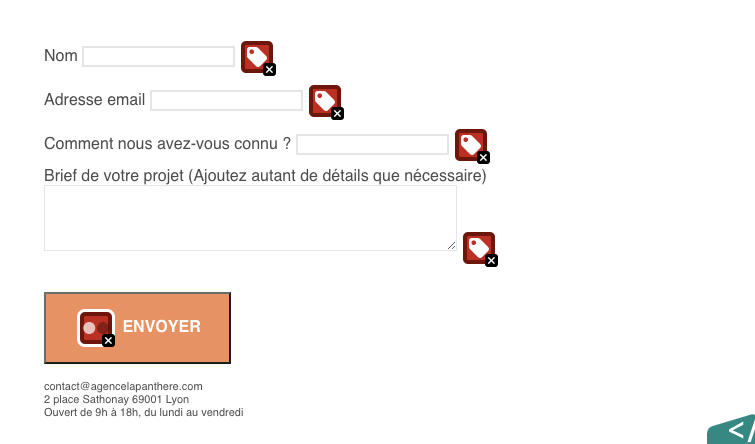 Nom
Adresse email
Comment nous avez-vous connu ?
Brief de votre projet (Ajoutez autant de détails que nécessaire)
ENVOYER
contact@agencelapanthere.com
2 place Sathonay 69001 Lyon
Ouvert de 9h à 18h, du lundi au vendredi